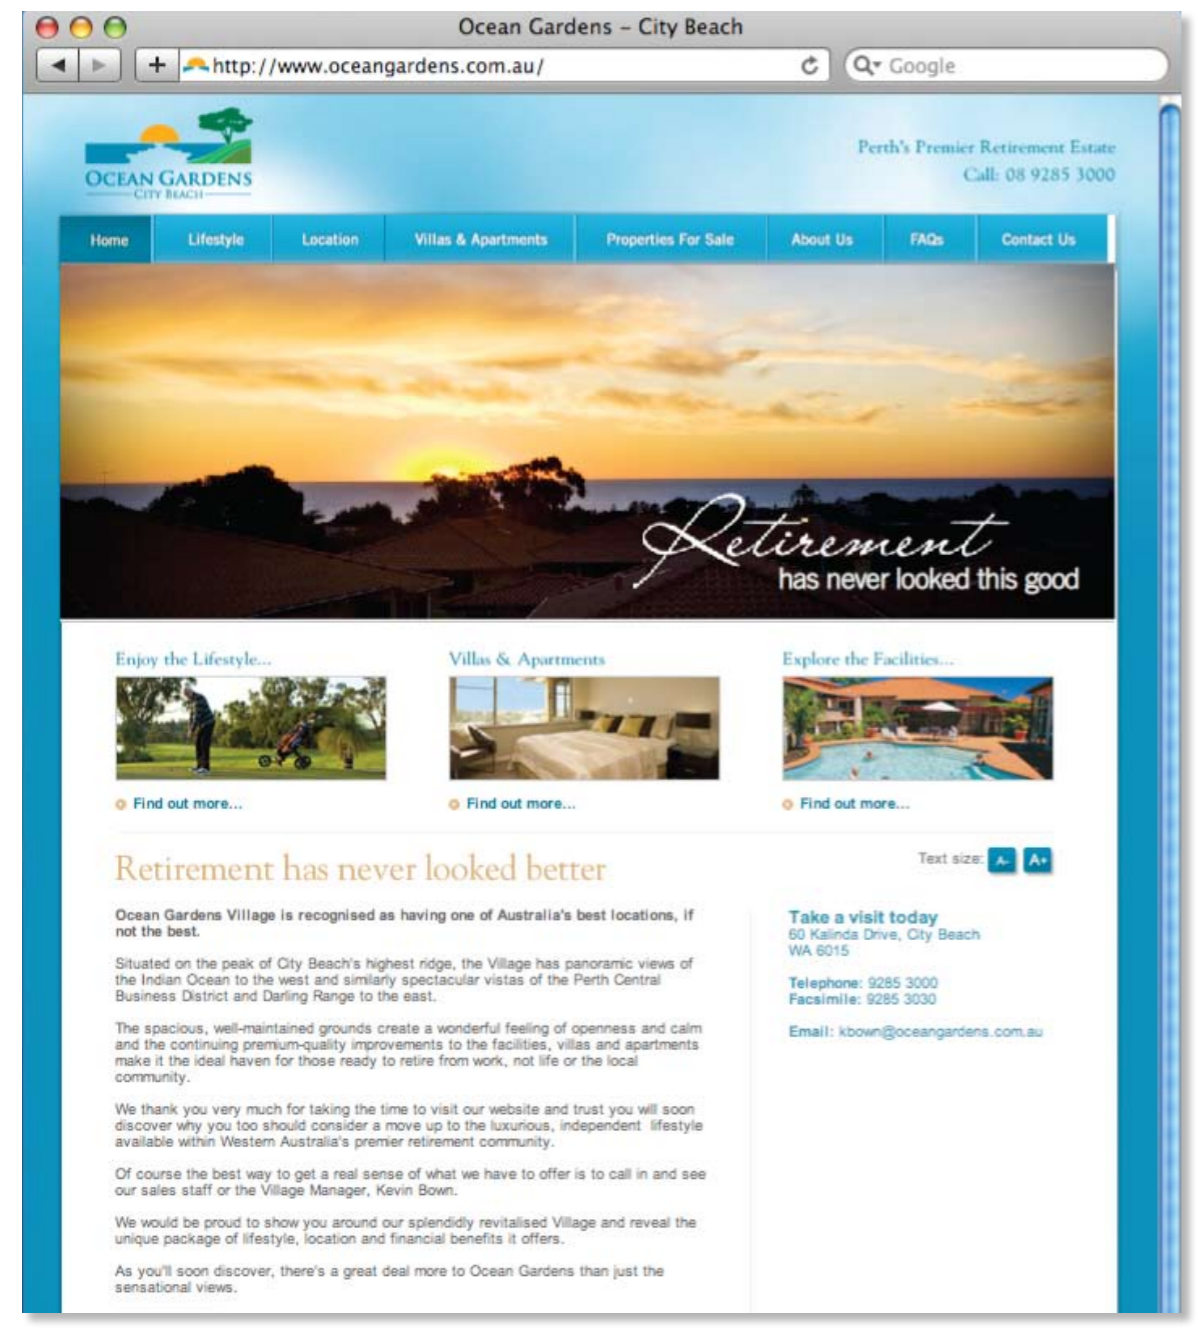 Ocean Gardens – City Beach
http://www.oceangardens.com.au/
Google
OCEAN GARDENS
CITY BEACH
Perth's Premier Retirement Estate
Call: 08 9285 3000
Home Lifestyle Location Villas & Apartments Properties For Sale About Us FAQs Contact Us
Retirement
has never looked this good
Enjoy the Lifestyle...
Villas & Apartments
Explore the Facilities...
Find out more...
Find out more...
Find out more...
Retirement has never looked better
Text size: A- A+
Ocean Gardens Village is recognised as having one of Australia's best locations, if
not the best.
Situated on the peak of City Beach's highest ridge, the Village has panoramic views of
the Indian Ocean to the west and similarly spectacular vistas of the Perth Central
Business District and Darling Range to the east.
The spacious, well-maintained grounds create a wonderful feeling of openness and calm
and the continuing premium-quality improvements to the facilities, villas and apartments
make it the ideal haven for those ready to retire from work, not life or the local
community.
We thank you very much for taking the time to visit our website and trust you will soon
discover why you too should consider a move up to the luxurious, independent lifestyle
available within Western Australia's premier retirement community.
Of course the best way to get a real sense of what we have to offer is to call in and see
our sales staff or the Village Manager, Kevin Bown.
We would be proud to show you around our splendidly revitalised Village and reveal the
unique package of lifestyle, location and financial benefits it offers.
As you'll soon discover, there's a great deal more to Ocean Gardens than just the
sensational views.
Take a visit today
60 Kalinda Drive, City Beach
WA 6015
Telephone: 9285 3000
Facsimile: 9285 3030
Email: kbown@oceangardens.com.au